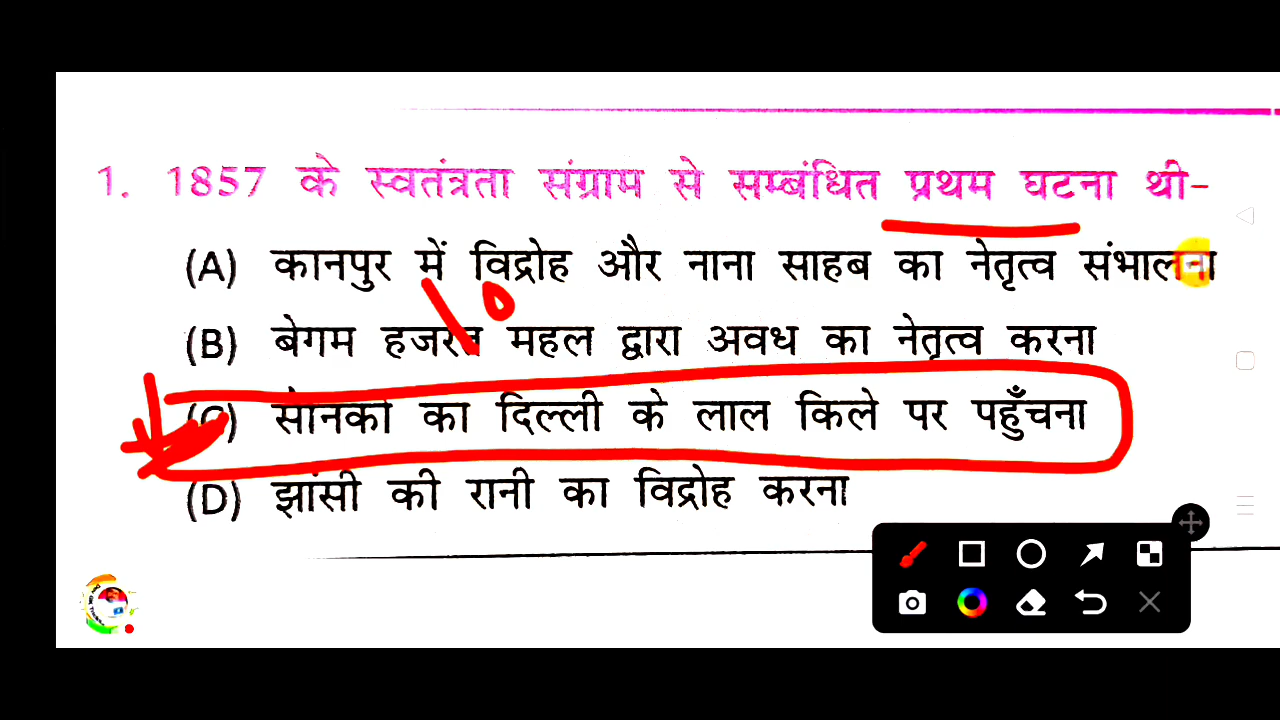 1. 1857 के स्वतंत्रता संग्राम से सम्बंधित प्रथम घटना थी-
(A) कानपुर में विद्रोह और नाना साहब का नेतृत्व संभालना
(B) बेगम हजरत महल द्वारा अवध का नेतृत्व करना
(C) सैनिकों का दिल्ली के लाल किले पर पहुँचना
(D) झांसी की रानी का विद्रोह करना